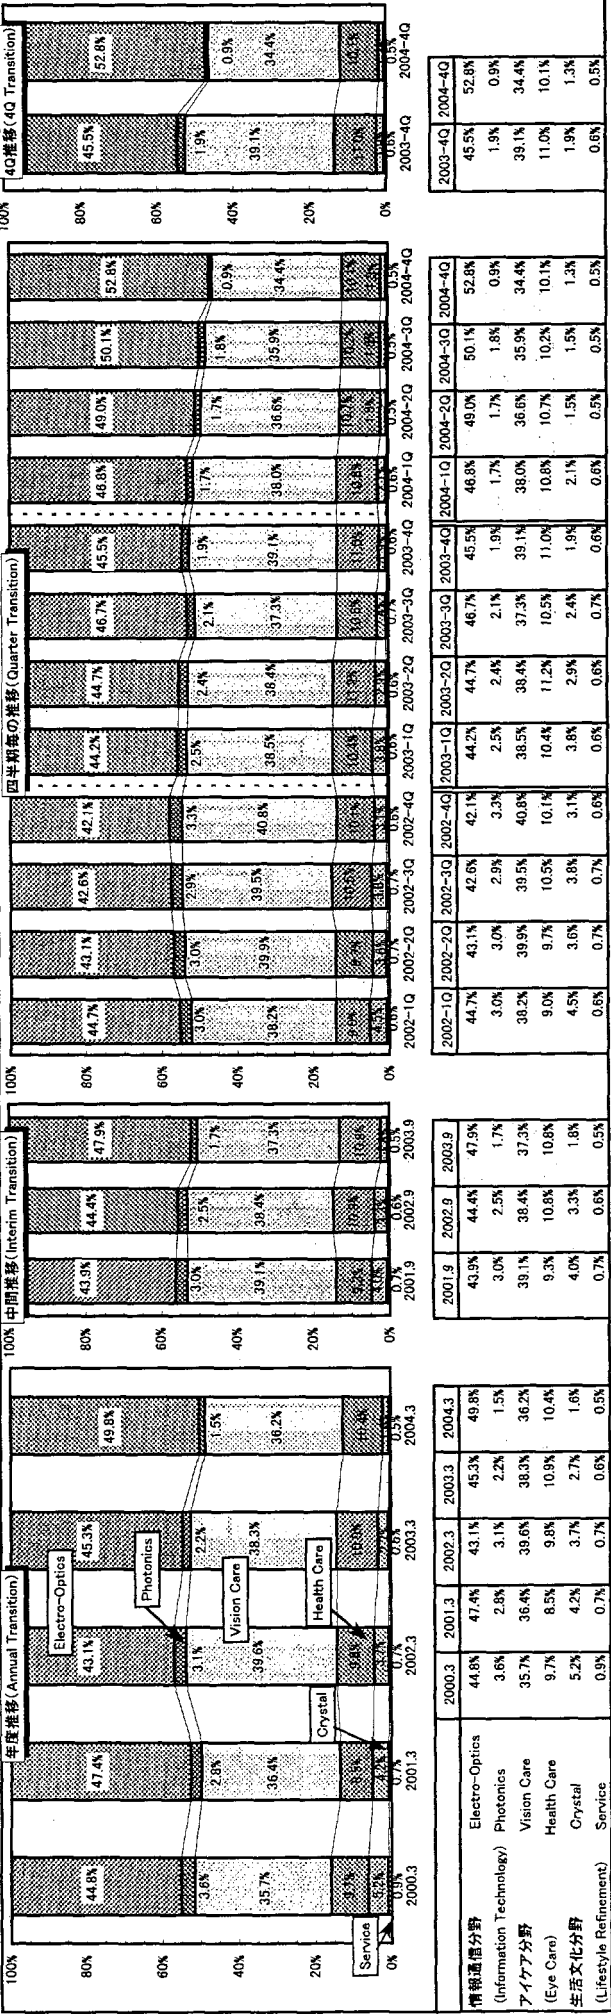 年度推移(Annual Transition)
100%
80%
60%
40%
20%
0%
44.8% 47.4% 43.1% 45.3% 49.8%
3.6% 2.8% 3.1% 2.2% 1.5%
35.7% 36.4% 39.6% 38.3% 36.2%
Electro-Optics
Photonics
Vision Care
Health Care
Crystal
Service
2000.3 2001.3 2002.3 2003.3 2004.3
中間推移(Interim Transition)
100%
80%
60%
40%
20%
0%
43.9% 44.4% 47.9%
3.0% 2.5% 1.7%
39.1% 38.4% 37.3%
2001.9 2002.9 2003.9
四半期毎の推移(Quarter Transition)
100%
80%
60%
40%
20%
0%
44.7% 43.1% 42.6% 42.1% 44.2% 44.7% 46.7% 45.5% 46.8% 49.0% 50.1% 52.8%
3.0% 3.0% 2.9% 3.3% 2.5% 2.4% 2.1% 1.9% 1.7% 1.7% 1.8% 0.9%
38.2% 39.9% 39.5% 40.8% 38.5% 38.4% 37.3% 39.1% 38.0% 36.6% 35.9% 34.4%
2002-1Q 2002-2Q 2002-3Q 2002-4Q 2003-1Q 2003-2Q 2003-3Q 2003-4Q 2004-1Q 2004-2Q 2004-3Q 2004-4Q
4Q推移(4Q Transition)
100%
80%
60%
40%
20%
0%
45.5% 52.8%
1.9% 0.9%
39.1% 34.4%
2003-4Q 2004-4Q
2000.3 2001.3 2002.3 2003.3 2004.3 2001.9 2002.9 2003.9 2002-1Q 2002-2Q 2002-3Q 2002-4Q 2003-1Q 2003-2Q 2003-3Q 2003-4Q 2004-1Q 2004-2Q 2004-3Q 2004-4Q 2003-4Q 2004-4Q
情報通信分野 Electro-Optics 44.8% 47.4% 43.1% 45.3% 49.8% 43.9% 44.4% 47.9% 44.7% 43.1% 42.6% 42.1% 44.2% 44.7% 46.7% 45.5% 46.8% 49.0% 50.1% 52.8% 45.5% 52.8%
(Information Technology) Photonics 3.6% 2.8% 3.1% 2.2% 1.5% 3.0% 2.5% 1.7% 3.0% 3.0% 2.9% 3.3% 2.5% 2.4% 2.1% 1.9% 1.7% 1.7% 1.8% 0.9% 1.9% 0.9%
アイケア分野 Vision Care 35.7% 36.4% 39.6% 38.3% 36.2% 39.1% 38.4% 37.3% 38.2% 39.9% 39.5% 40.8% 38.5% 38.4% 37.3% 39.1% 38.0% 36.6% 35.9% 34.4% 39.1% 34.4%
(Eye Care) Health Care 9.7% 8.5% 9.8% 10.9% 10.4% 9.3% 10.8% 10.8% 9.0% 9.7% 10.5% 10.1% 10.4% 11.2% 10.5% 11.0% 10.8% 10.7% 10.2% 10.1% 11.0% 10.1%
生活文化分野 Crystal 5.2% 4.2% 3.7% 2.7% 1.6% 4.0% 3.3% 1.8% 4.5% 3.6% 3.8% 3.1% 3.8% 2.9% 2.4% 1.9% 2.1% 1.5% 1.5% 1.3% 1.9% 1.3%
(Lifestyle Refinement) Service 0.9% 0.7% 0.7% 0.6% 0.5% 0.7% 0.6% 0.5% 0.6% 0.7% 0.7% 0.6% 0.6% 0.6% 0.7% 0.6% 0.6% 0.5% 0.5% 0.5% 0.6% 0.5%